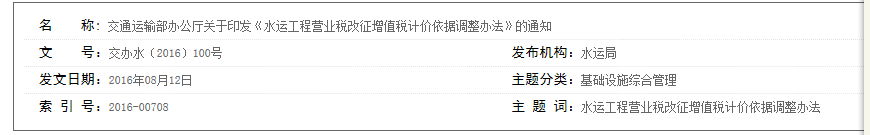 名 称: 交通运输部办公厅关于印发《水运工程营业税改征增值税计价依据调整办法》的通知
文 号: 交办水（2016）100号 发布机构: 水运局
发文日期: 2016年08月12日 主题分类: 基础设施综合管理
索 引 号: 2016-00708 主 题 词: 水运工程营业税改征增值税计价依据调整办法